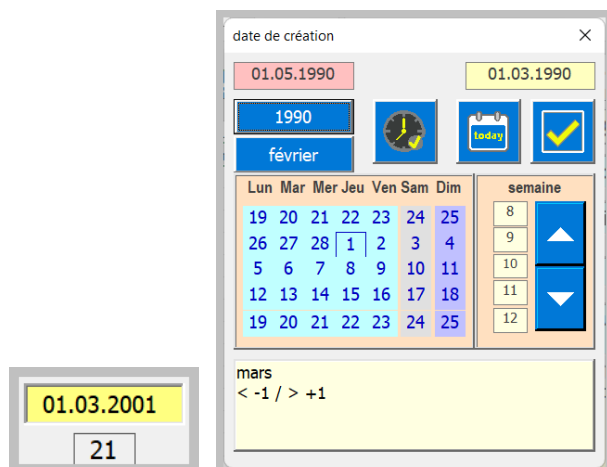 date de création
01.05.1990 01.03.1990
1990
février
today
Lun Mar Mer Jeu Ven Sam Dim semaine
19 20 21 22 23 24 25 8
26 27 28 1 2 3 4 9
5 6 7 8 9 10 11 10
12 13 14 15 16 17 18 11
19 20 21 22 23 24 25 12
mars
< -1 / > +1
01.03.2001
21